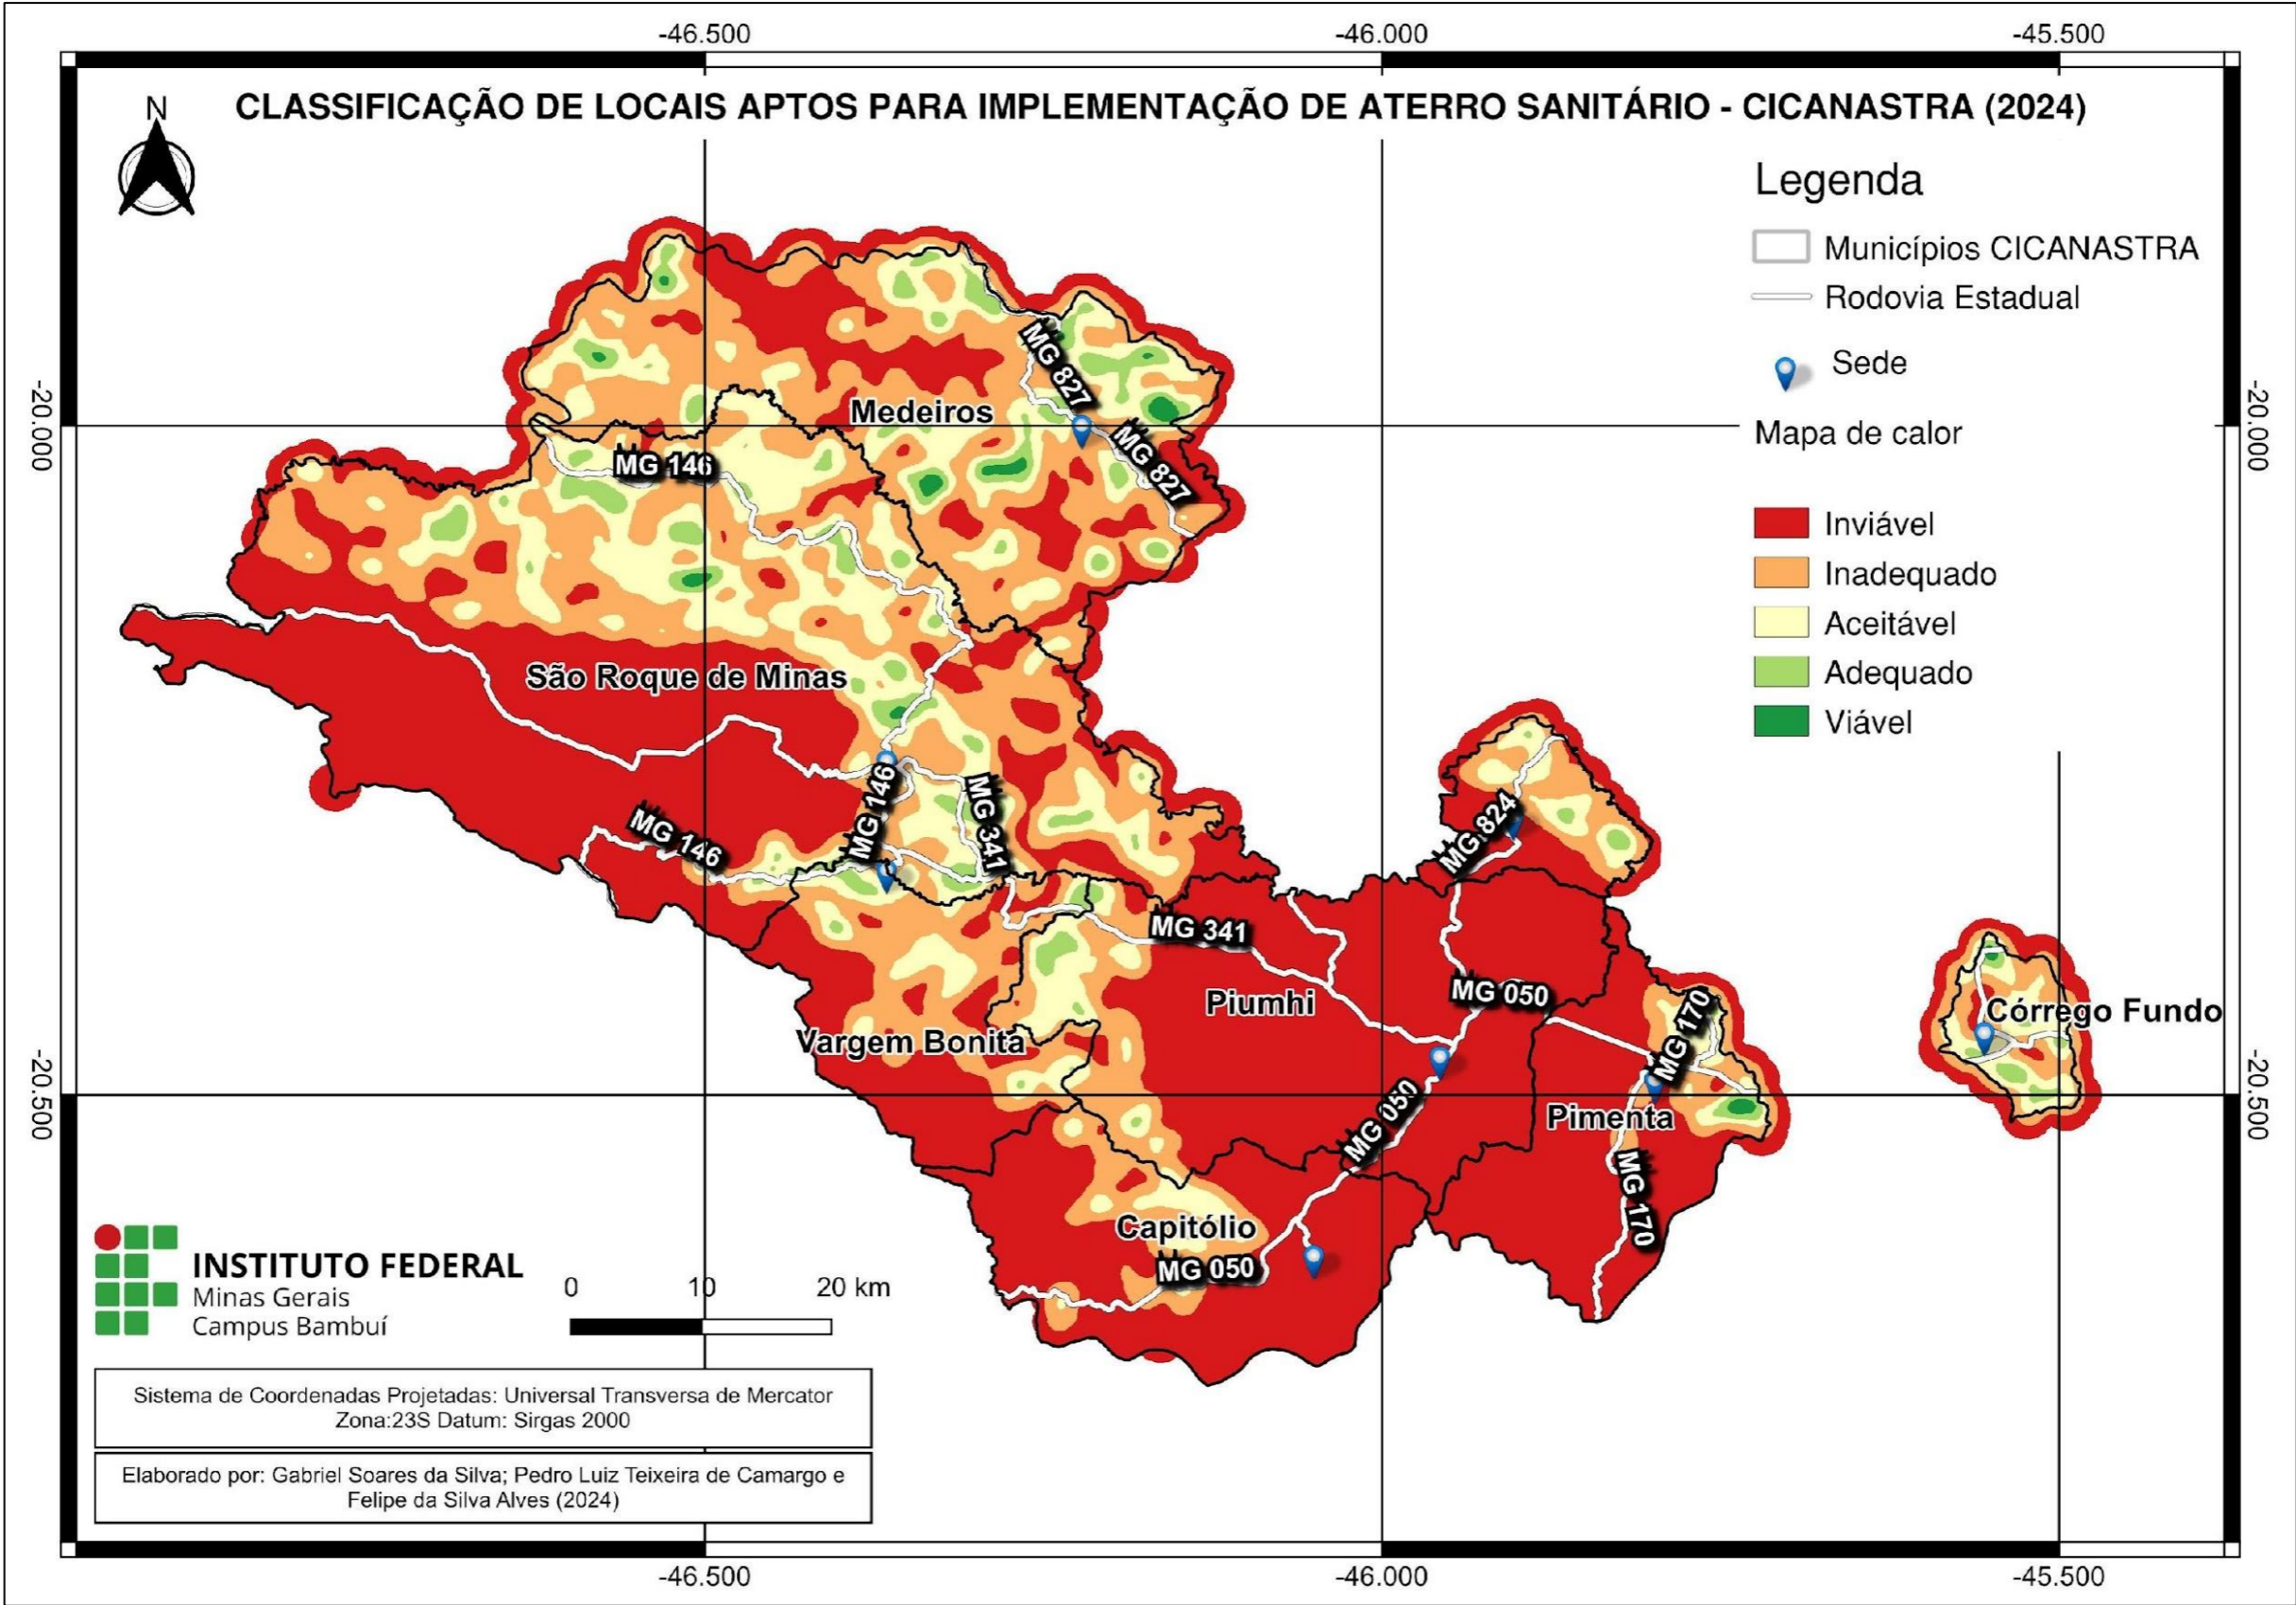 -46.500
-46.000
-45.500
CLASSIFICAÇÃO DE LOCAIS APTOS PARA IMPLEMENTAÇÃO DE ATERRO SANITÁRIO - CICANASTRA (2024)
N
Legenda
Municípios CICANASTRA
Rodovia Estadual
Sede
Mapa de calor
Inviável
Inadequado
Aceitável
Adequado
Viável
-20.000
-20.000
MG 827
Medeiros
MG 827
MG 146
São Roque de Minas
MG 146
MG 146
MG 341
MG 824
MG 341
Piumhi
MG 050
MG 170
Córrego Fundo
Vargem Bonita
-20.500
-20.500
MG 050
Pimenta
MG 170
Capitólio
MG 050
INSTITUTO FEDERAL
Minas Gerais
Campus Bambuí
0 10 20 km
Sistema de Coordenadas Projetadas: Universal Transversa de Mercator
Zona:23S Datum: Sirgas 2000
Elaborado por: Gabriel Soares da Silva; Pedro Luiz Teixeira de Camargo e
Felipe da Silva Alves (2024)
-46.500
-46.000
-45.500